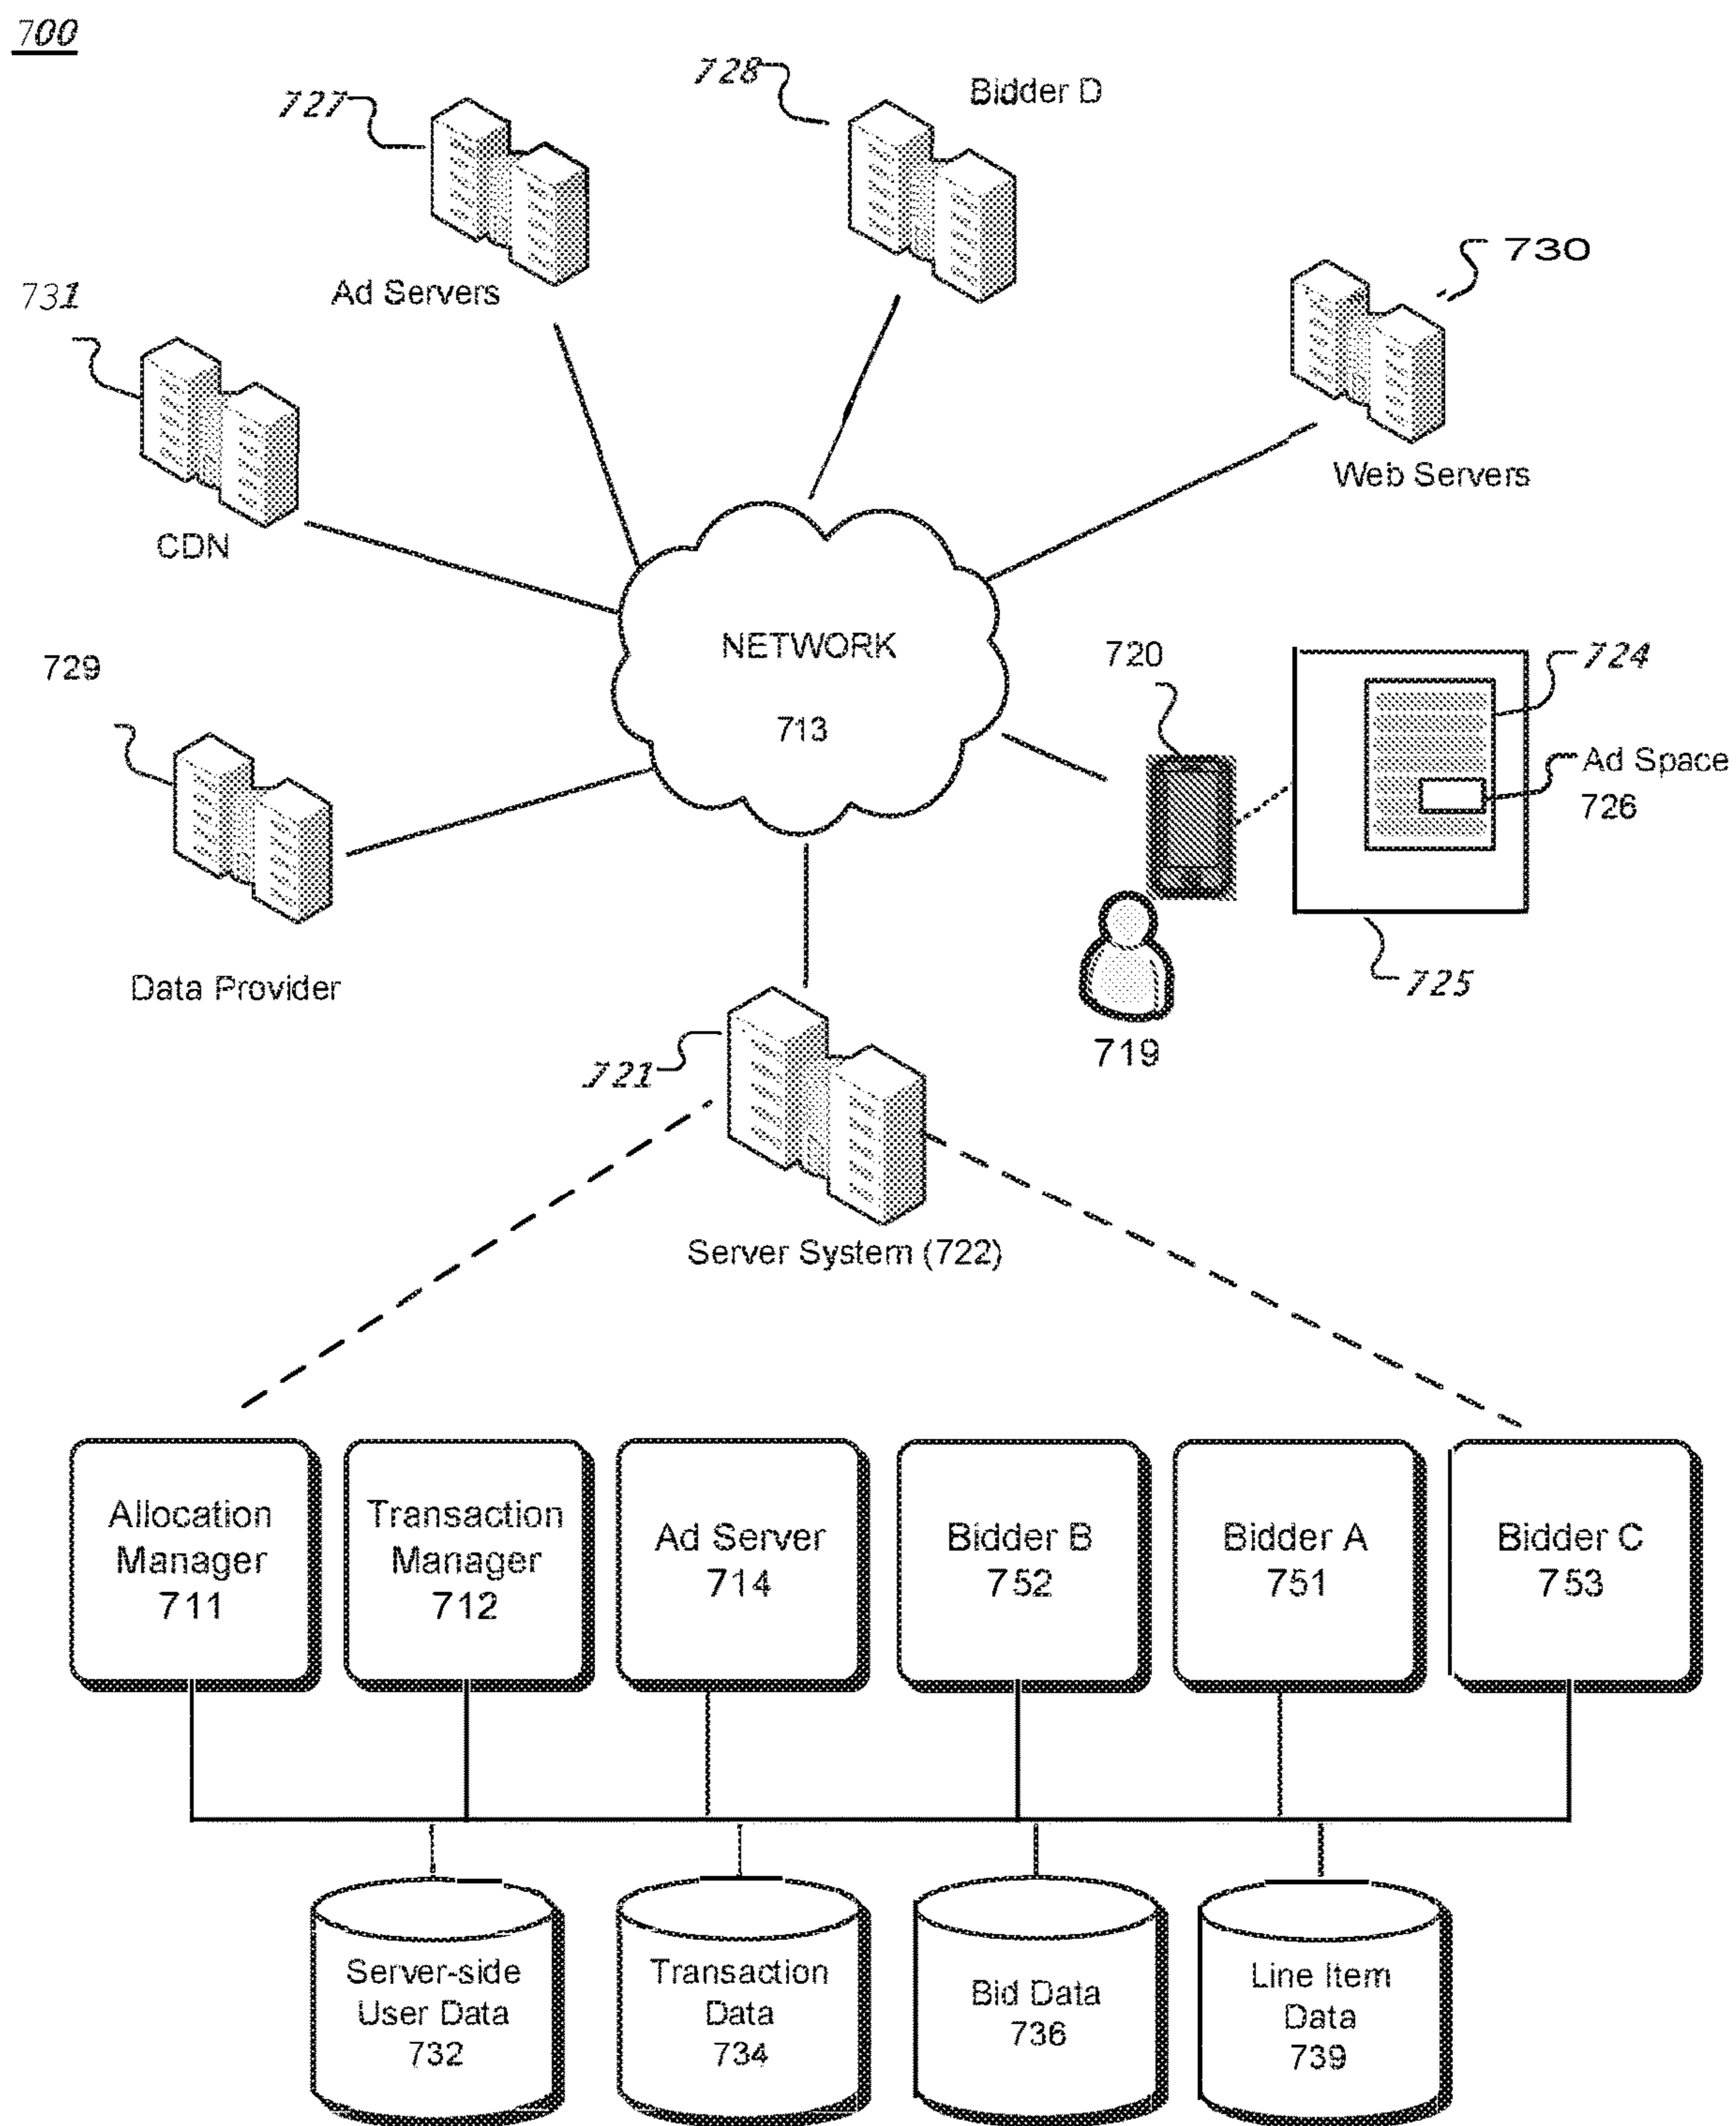 700
727
728
Bidder D
730
731
Ad Servers
Web Servers
CDN
NETWORK
713
729
720
724
Ad Space
726
Data Provider
725
719
721
Server System (722)
Allocation
Manager
711
Transaction
Manager
712
Ad Server
714
Bidder B
752
Bidder A
751
Bidder C
753
Server-side
User Data
732
Transaction
Data
734
Bid Data
736
Line Item
Data
739